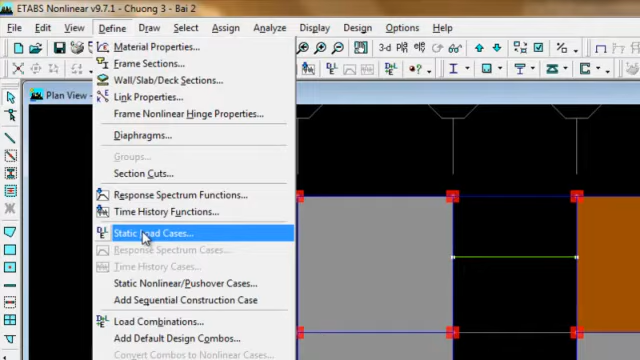 ETABS Nonlinear v9.7.1 - Chuong 3 - Bai 2
File Edit View Define Draw Select Assign Analyze Display Design Options Help
3-d
Material Properties...
Frame Sections...
Wall/Slab/Deck Sections...
Link Properties...
Frame Nonlinear Hinge Properties...
Plan View -
Diaphragms...
Groups...
Section Cuts...
Response Spectrum Functions...
Time History Functions...
Static Load Cases...
Response Spectrum Cases...
Time History Cases...
Static Nonlinear/Pushover Cases...
Add Sequential Construction Case
Load Combinations...
Add Default Design Combos...
Convert Combos to Nonlinear Cases...